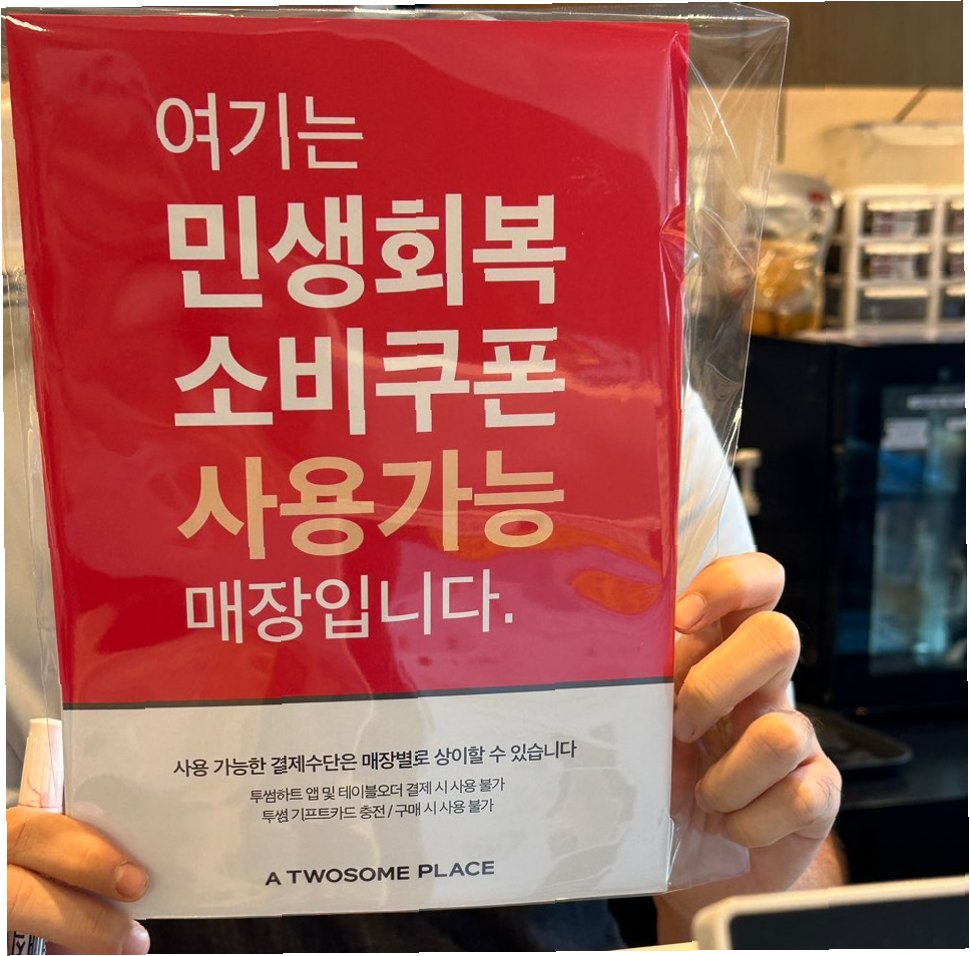 여기는
민생회복
소비쿠폰
사용가능
매장입니다.
사용 가능한 결제수단은 매장별로 상이할 수 있습니다
투썸하트 앱 및 테이블오더 결제 시 사용 불가
투썸 기프트카드 충전 / 구매 시 사용 불가
A TWOSOME PLACE